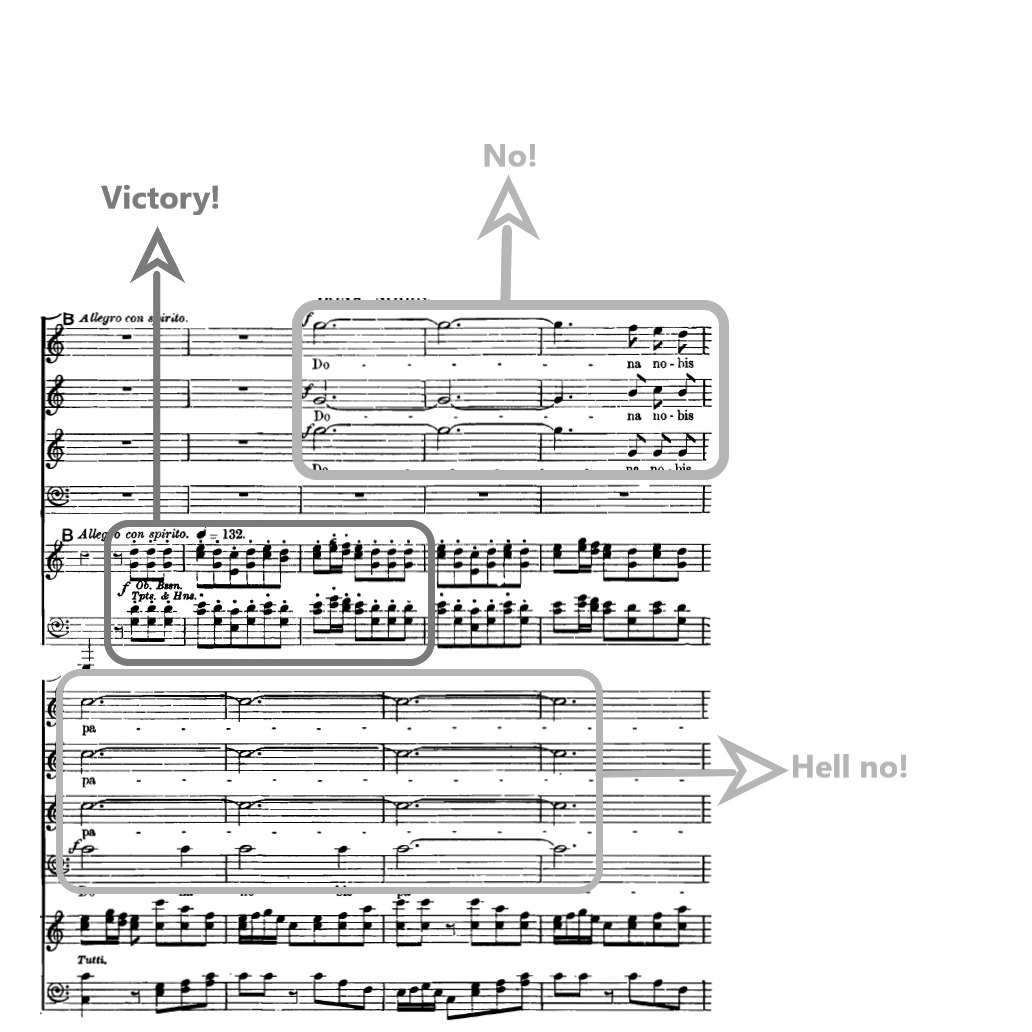 No!
Victory!
B Allegro con spirito.
f
Do - - - - - - na no - bis
f
Do - - - - - - na no - bis
f
Do na no - bis
B Allegro con spirito. = 132.
f Ob. Bssn.
Tpts. & Hns.
pa - - - - - - - - - - -
Hell no!
pa - - - - - - - - - - -
pa - - - - - - - - - - -
f
Tutti.